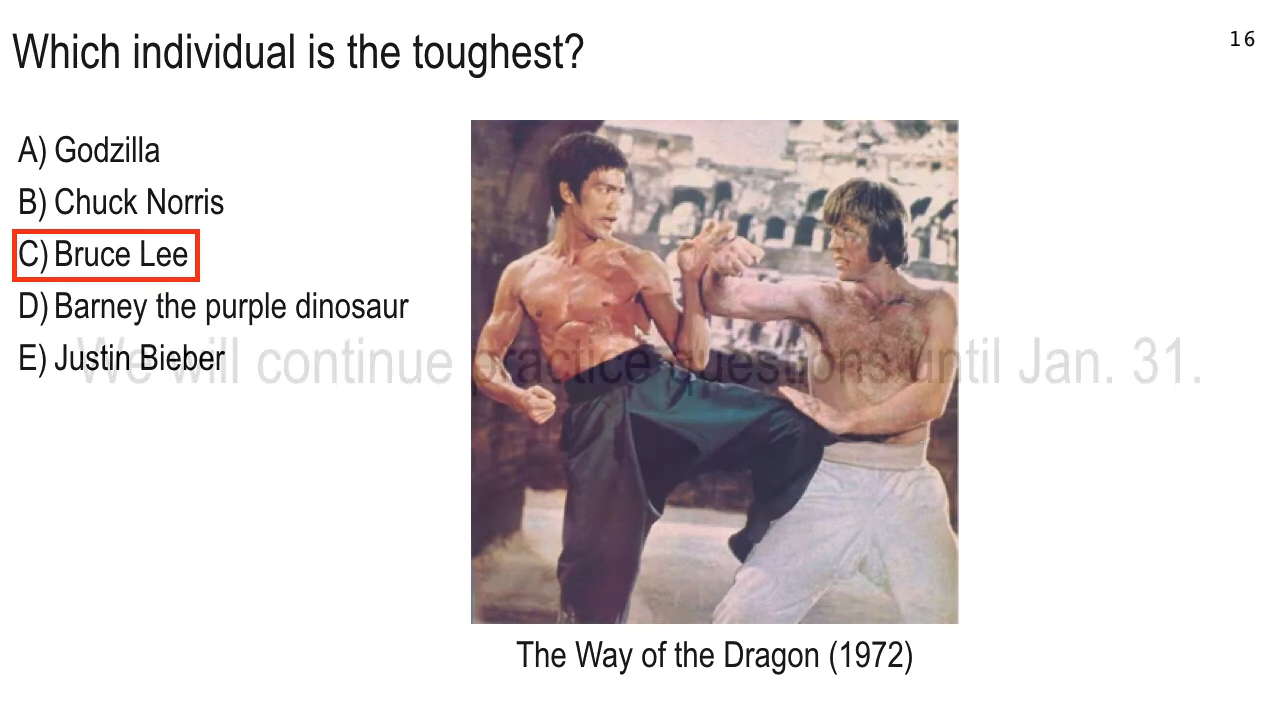 Which individual is the toughest?
16
A) Godzilla
B) Chuck Norris
C) Bruce Lee
D) Barney the purple dinosaur
E) Justin Bieber
We will continue practice questions until Jan. 31.
The Way of the Dragon (1972)